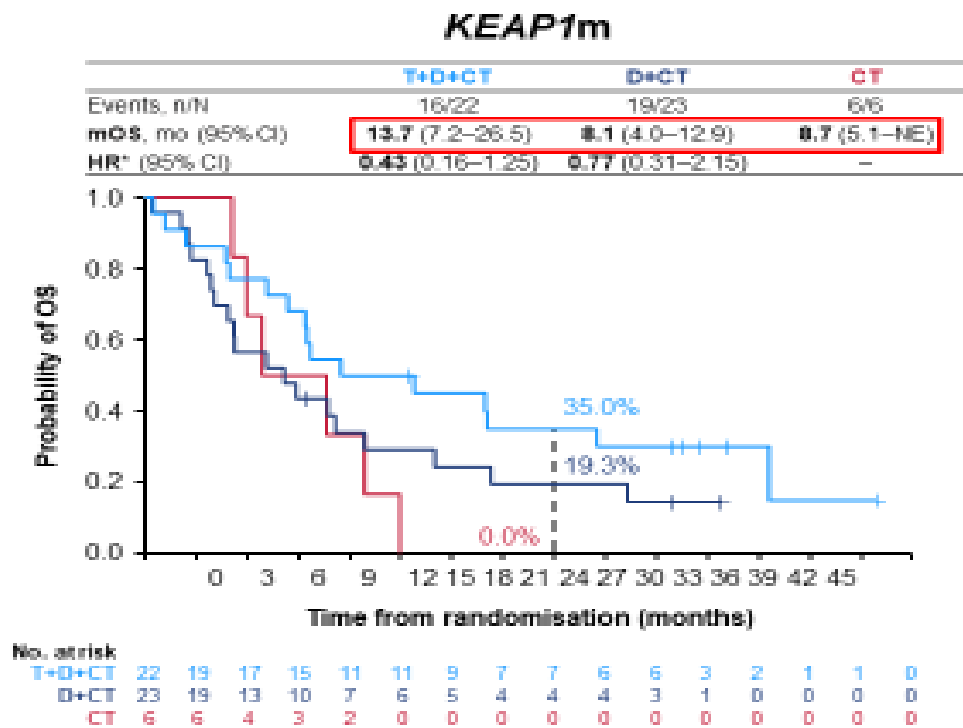 KEAP1m
T+D+CT D+CT CT
Events, n/N 16/22 19/23 6/6
mOS, mo (95% CI) 13.7 (7.2–26.5) 8.1 (4.0–12.9) 8.7 (5.1–NE)
HR* (95% CI) 0.43 (0.16–1.25) 0.77 (0.31–2.15) –
1.0
0.8
0.6
0.4
0.2
0.0
Probability of OS
35.0%
19.3%
0.0%
0 3 6 9 12 15 18 21 24 27 30 33 36 39 42 45
Time from randomisation (months)
No. at risk
T+D+CT 22 19 17 15 11 11 9 7 7 6 6 3 2 1 1 0
D+CT 23 19 13 10 7 6 5 4 4 4 3 1 0 0 0 0
CT 6 6 4 3 2 0 0 0 0 0 0 0 0 0 0 0